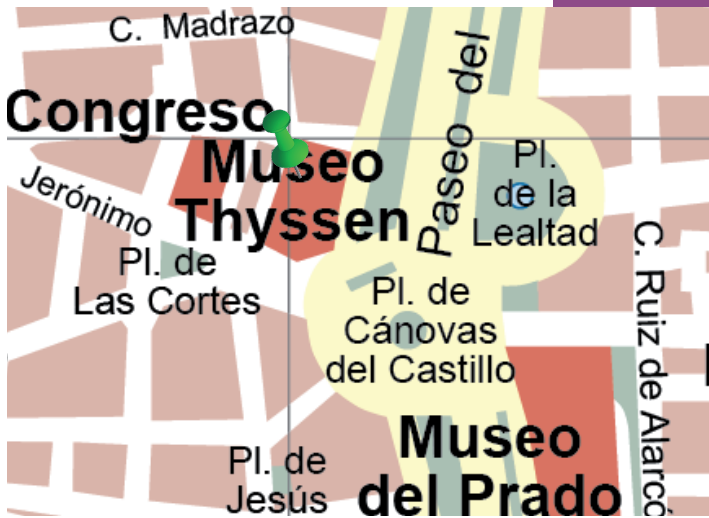 C. Madrazo
Paseo del
Congreso
Museo
Thyssen
Pl.
de la
Lealtad
Jerónimo
Pl. de
Las Cortes
Pl. de
Cánovas
del Castillo
C. Ruiz de Alarcó
Museo
del Prado
Pl. de
Jesús